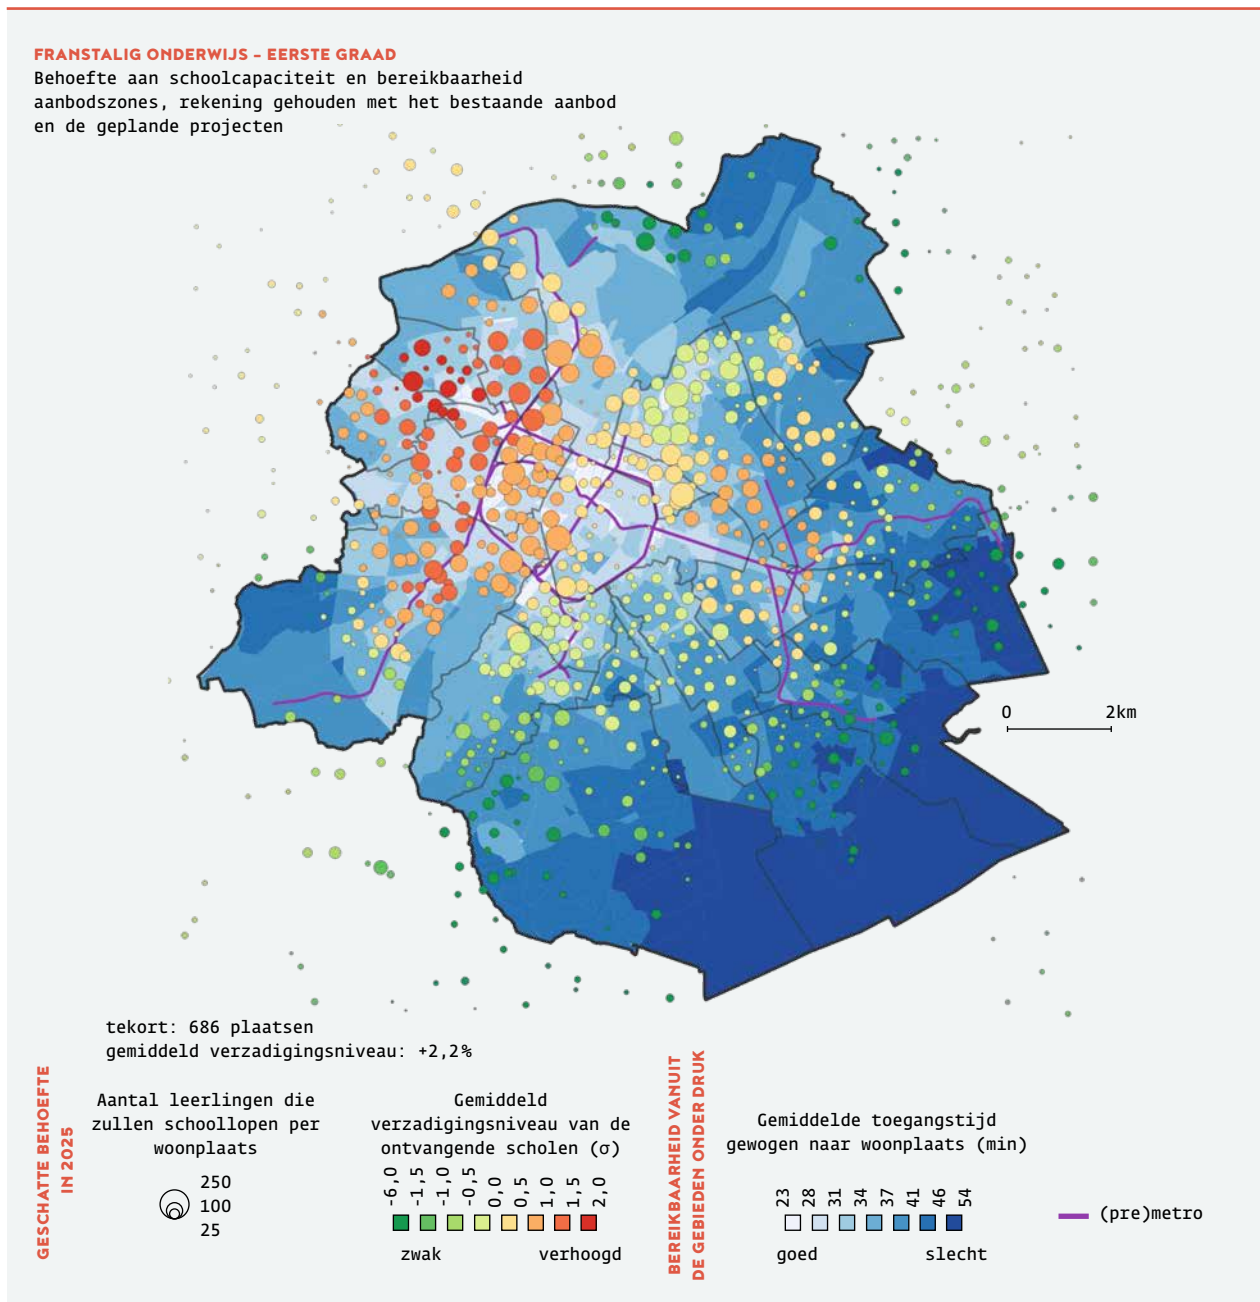 FRANSTALIG ONDERWIJS – EERSTE GRAAD
Behoefte aan schoolcapaciteit en bereikbaarheid
aanbodszones, rekening gehouden met het bestaande aanbod
en de geplande projecten
0 2km
tekort: 686 plaatsen
gemiddeld verzadigingsniveau: +2,2%
GESCHATTE BEHOEFTE
IN 2025
Aantal leerlingen die
zullen schoollopen per
woonplaats
250
100
25
Gemiddeld
verzadigingsniveau van de
ontvangende scholen (σ)
-6,0 -1,5 -1,0 -0,5 0,0 0,5 1,0 1,5 2,0
zwak verhoogd
BEREIKBAARHEID VANUIT
DE GEBIEDEN ONDER DRUK
Gemiddelde toegangstijd
gewogen naar woonplaats (min)
23 28 31 34 37 41 46 54
goed slecht
(pre)metro